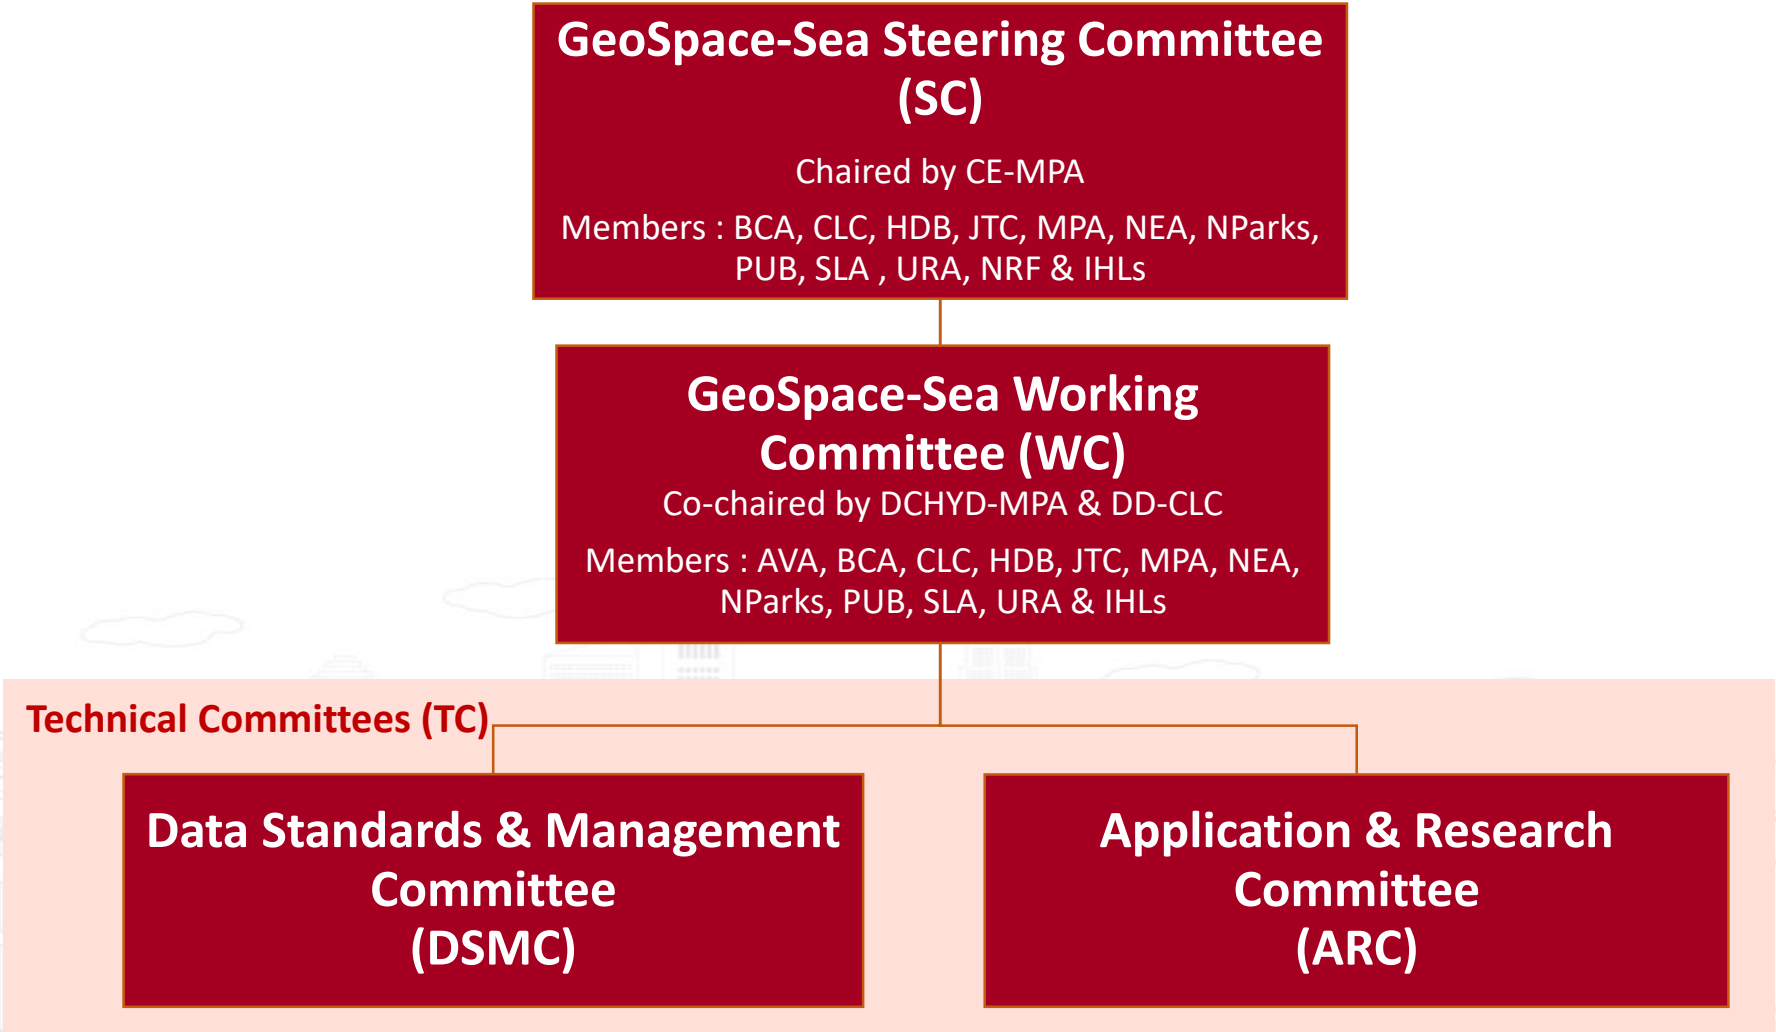 GeoSpace-Sea Steering Committee
(SC)
Chaired by CE-MPA
Members : BCA, CLC, HDB, JTC, MPA, NEA, NParks,
PUB, SLA , URA, NRF & IHLs
GeoSpace-Sea Working
Committee (WC)
Co-chaired by DCHYD-MPA & DD-CLC
Members : AVA, BCA, CLC, HDB, JTC, MPA, NEA,
NParks, PUB, SLA, URA & IHLs
Technical Committees (TC)
Data Standards & Management
Committee
(DSMC)
Application & Research
Committee
(ARC)